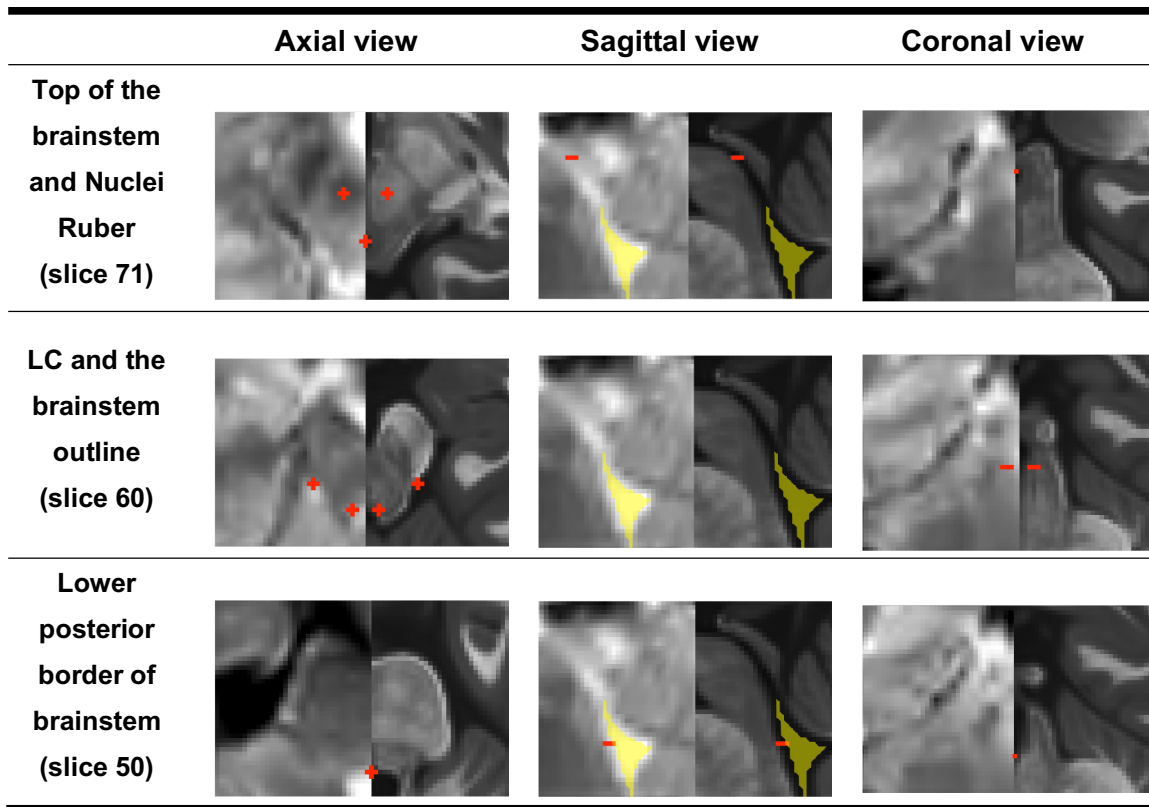 Axial view Sagittal view Coronal view
Top of the
brainstem
and Nuclei
Ruber
(slice 71)
LC and the
brainstem
outline
(slice 60)
Lower
posterior
border of
brainstem
(slice 50)